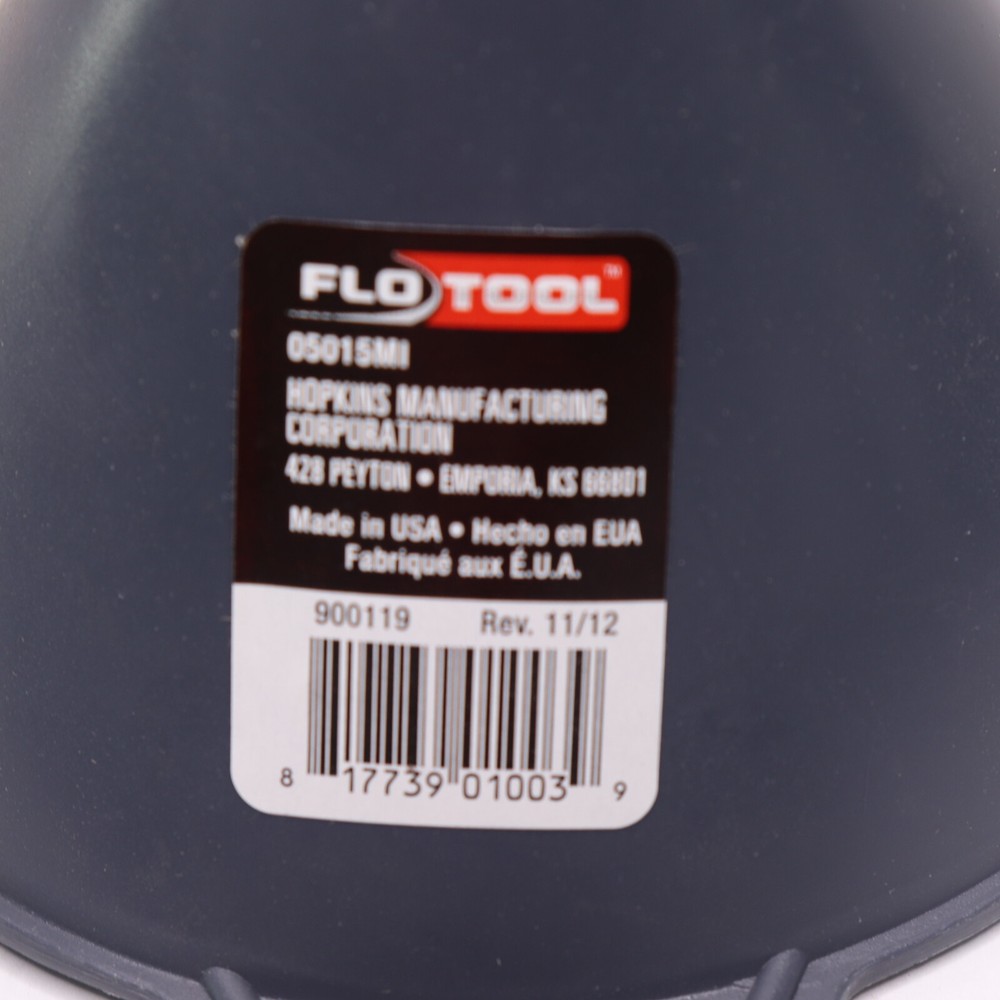 FLOTOOL™
05015MI
HOPKINS MANUFACTURING
CORPORATION
428 PEYTON • EMPORIA, KS 66801
Made in USA • Hecho en EUA
Fabriqué aux É.U.A.
900119 Rev. 11/12
8 17739 01003 9